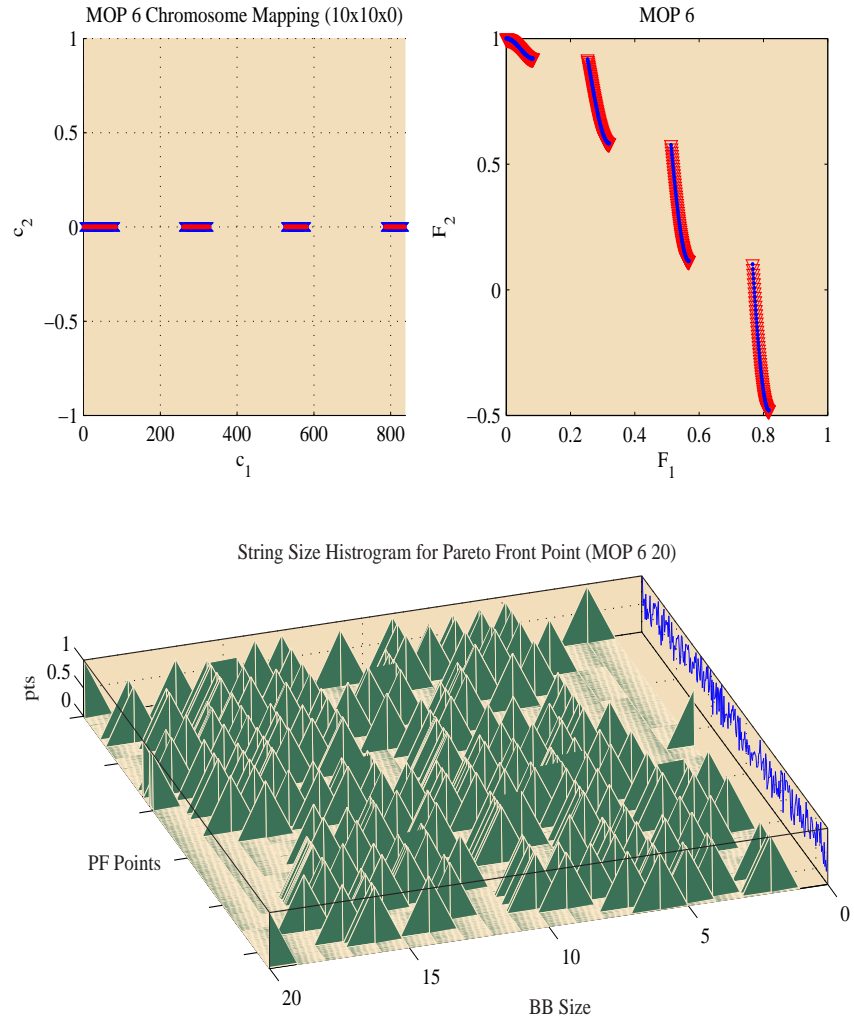 MOP 6 Chromosome Mapping (10x10x0)
1
0.5
0
−0.5
−1
c2
0
200
400
600
800
c1
MOP 6
1
0.5
0
−0.5
F2
0
0.2
0.4
0.6
0.8
1
F1
String Size Histrogram for Pareto Front Point (MOP 6 20)
1
0.5
0
pts
PF Points
20
15
10
5
0
BB Size